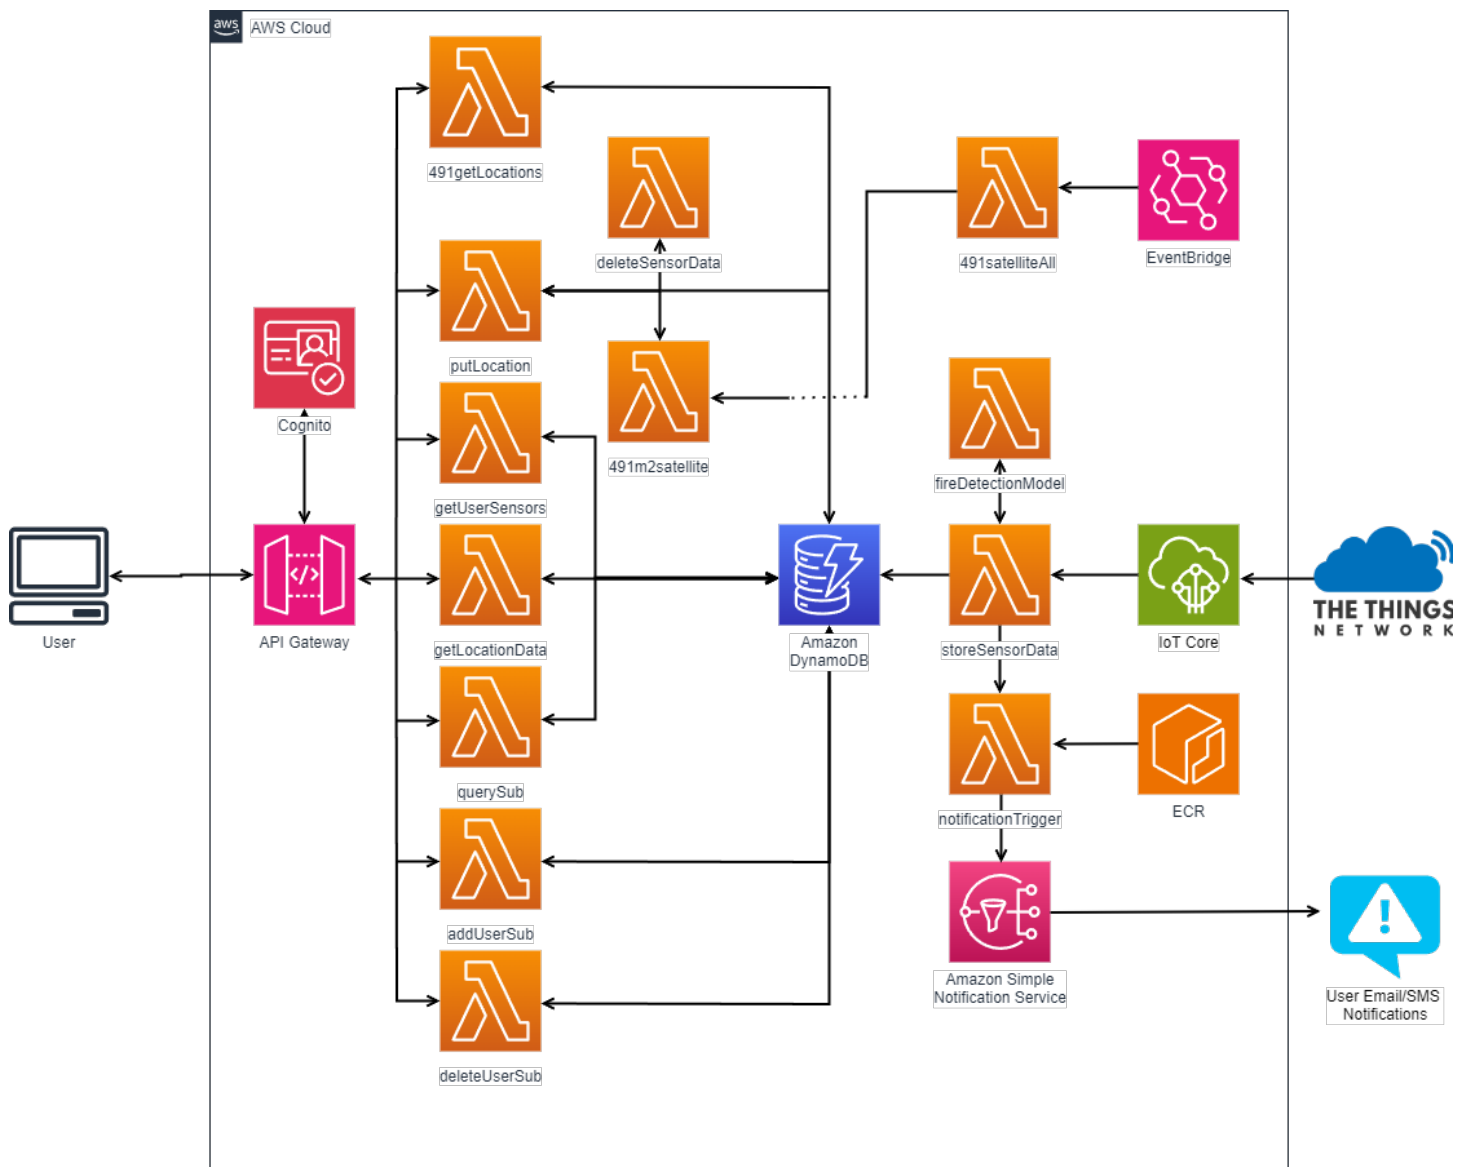 aws
AWS Cloud
491getLocations
deleteSensorData
491satelliteAll
EventBridge
putLocation
Cognito
491m2satellite
fireDetectionModel
getUserSensors
User
API Gateway
getLocationData
Amazon
DynamoDB
storeSensorData
IoT Core
THE THINGS
NETWORK
querySub
notificationTrigger
ECR
addUserSub
Amazon Simple
Notification Service
User Email/SMS
Notifications
deleteUserSub